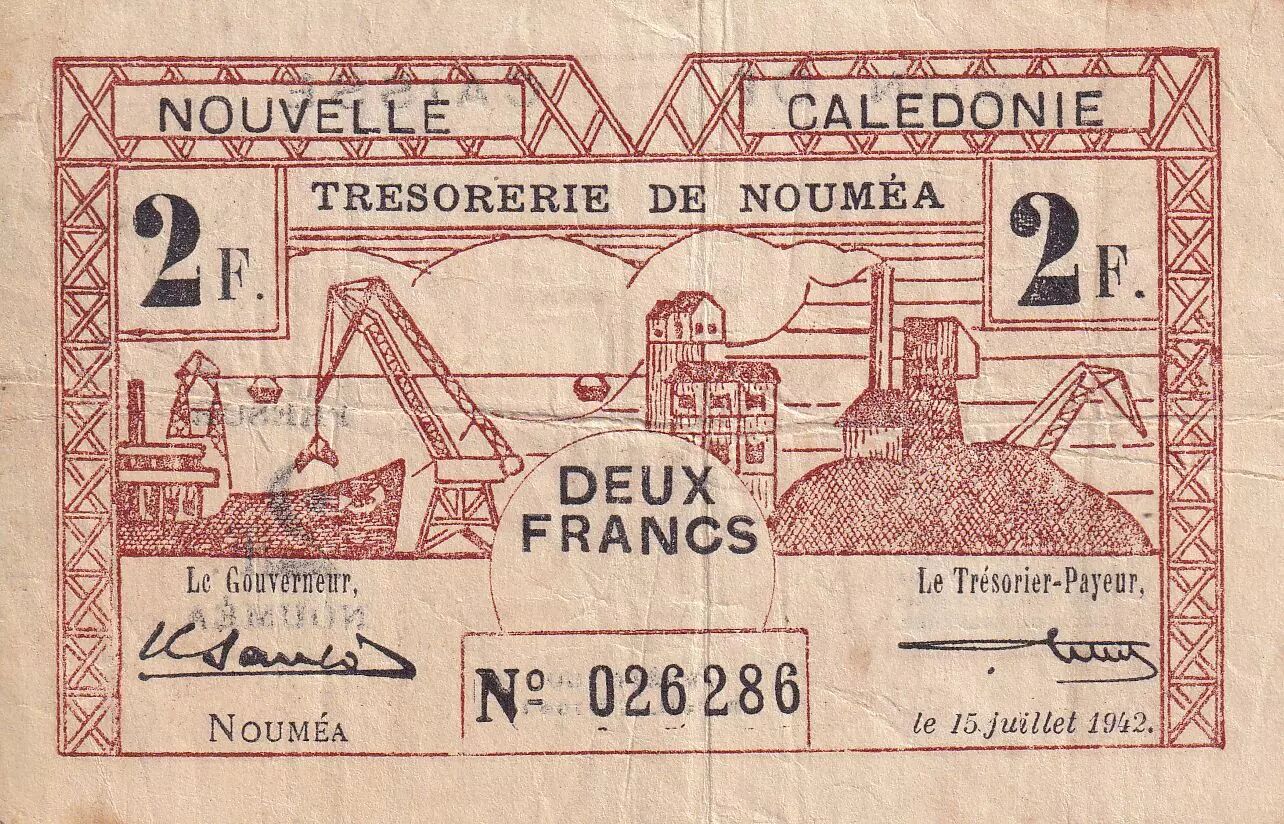 NOUVELLE CALEDONIE
TRESORERIE DE NOUMÉA
2 F. 2 F.
DEUX
FRANCS
Le Gouverneur, Le Trésorier-Payeur,
Nº 026286
NOUMÉA le 15 juillet 1942.